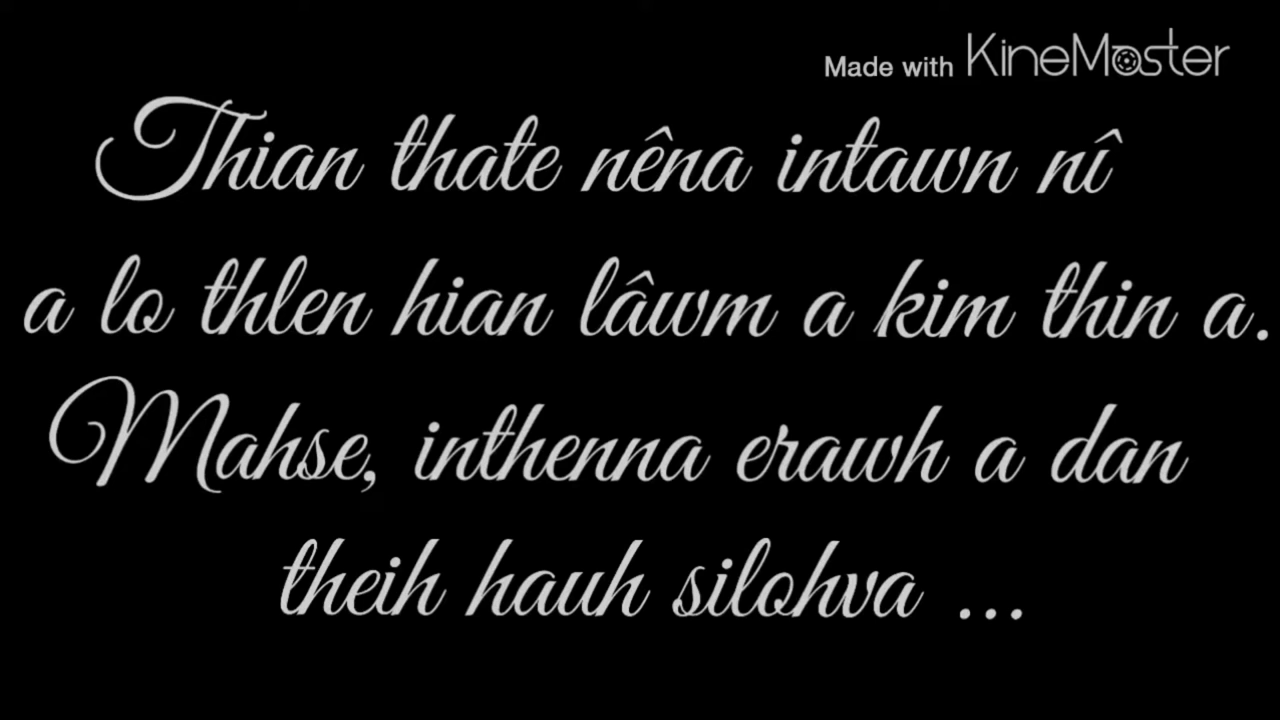 Made with KineMaster
Thian thate nêna intawn nî
a lo thlen hian lâwm a kim thin a.
Mahse, inthenna erawh a dan
theih hauh silohva ...